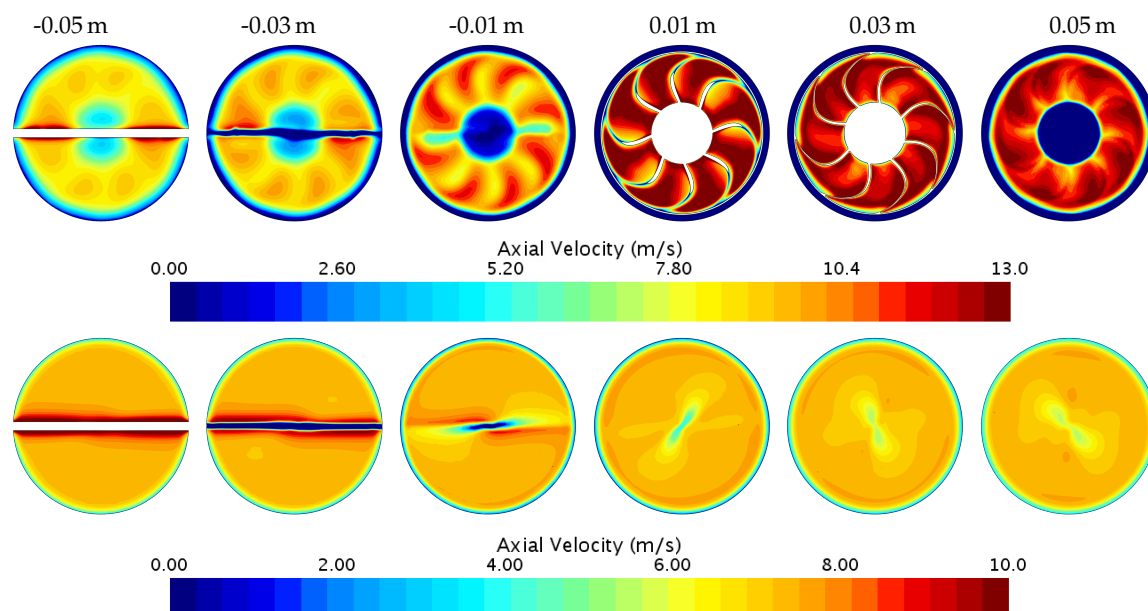 -0.05 m -0.03 m -0.01 m 0.01 m 0.03 m 0.05 m
Axial Velocity (m/s)
0.00 2.60 5.20 7.80 10.4 13.0
Axial Velocity (m/s)
0.00 2.00 4.00 6.00 8.00 10.0